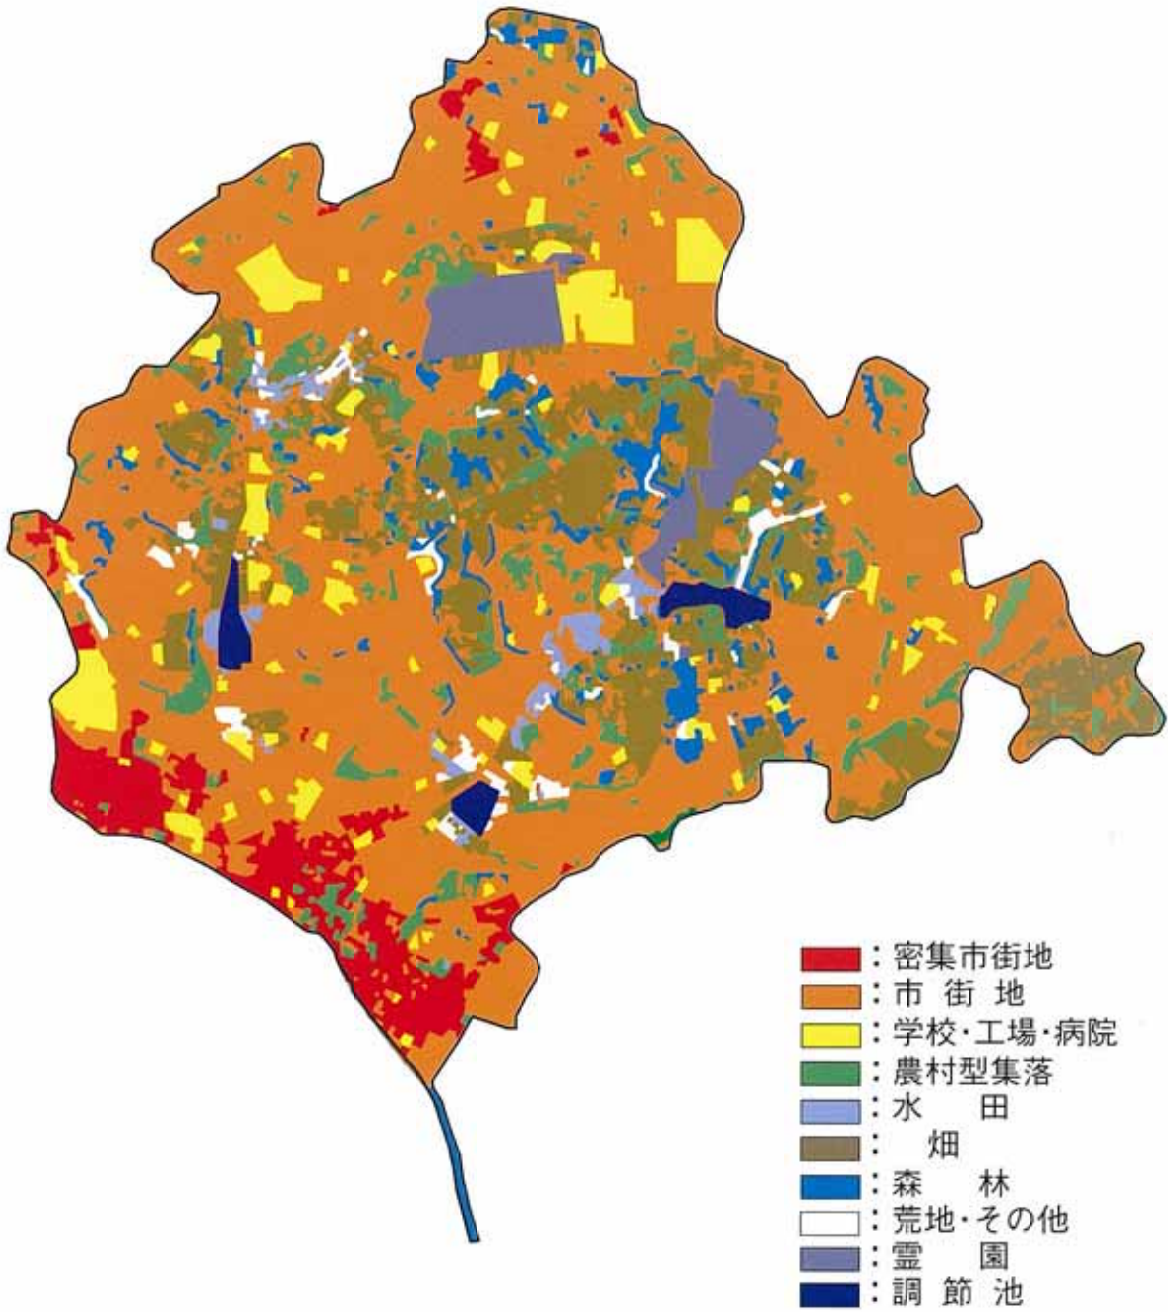 ：密集市街地
：市 街 地
：学校・工場・病院
：農村型集落
：水　　田
：　畑
：森　　林
：荒地・その他
：霊　　園
：調 節 池